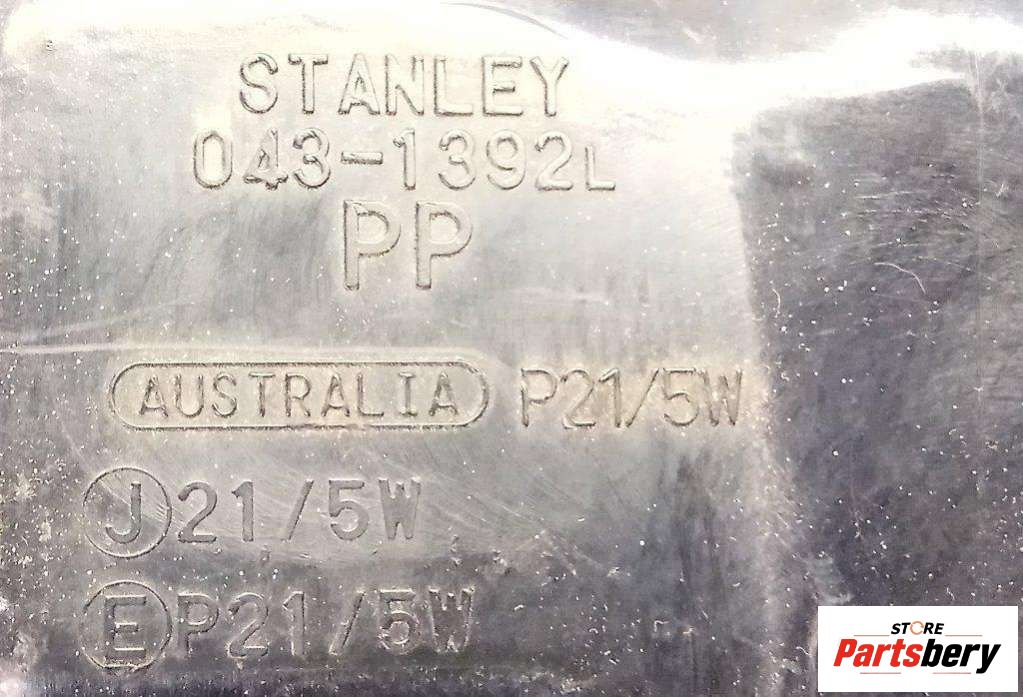 STANLEY
043-1392L
PP
AUSTRALIA P21/5W
J 21/5W
E P21/5W
STORE
Partsbery